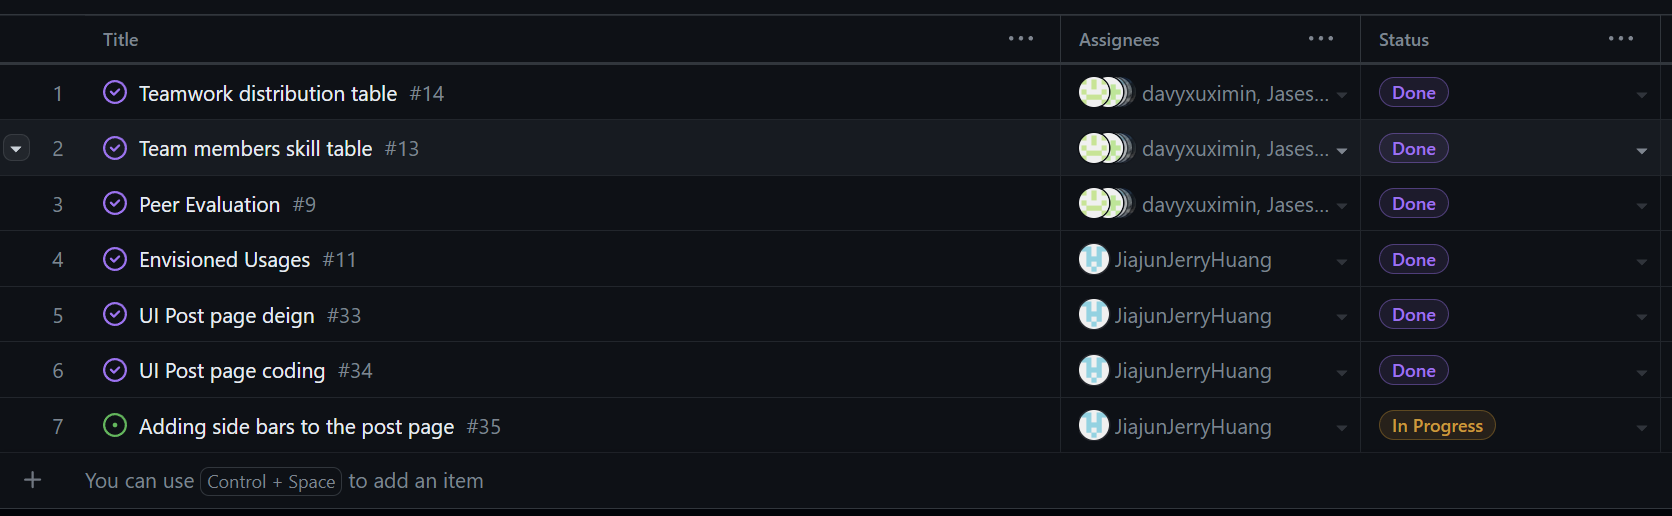 Title ... Assignees ... Status ...
1 Teamwork distribution table #14 davyxuximin, Jases... Done
2 Team members skill table #13 davyxuximin, Jases... Done
3 Peer Evaluation #9 davyxuximin, Jases... Done
4 Envisioned Usages #11 JiajunJerryHuang Done
5 UI Post page deign #33 JiajunJerryHuang Done
6 UI Post page coding #34 JiajunJerryHuang Done
7 Adding side bars to the post page #35 JiajunJerryHuang In Progress
+ You can use Control + Space to add an item